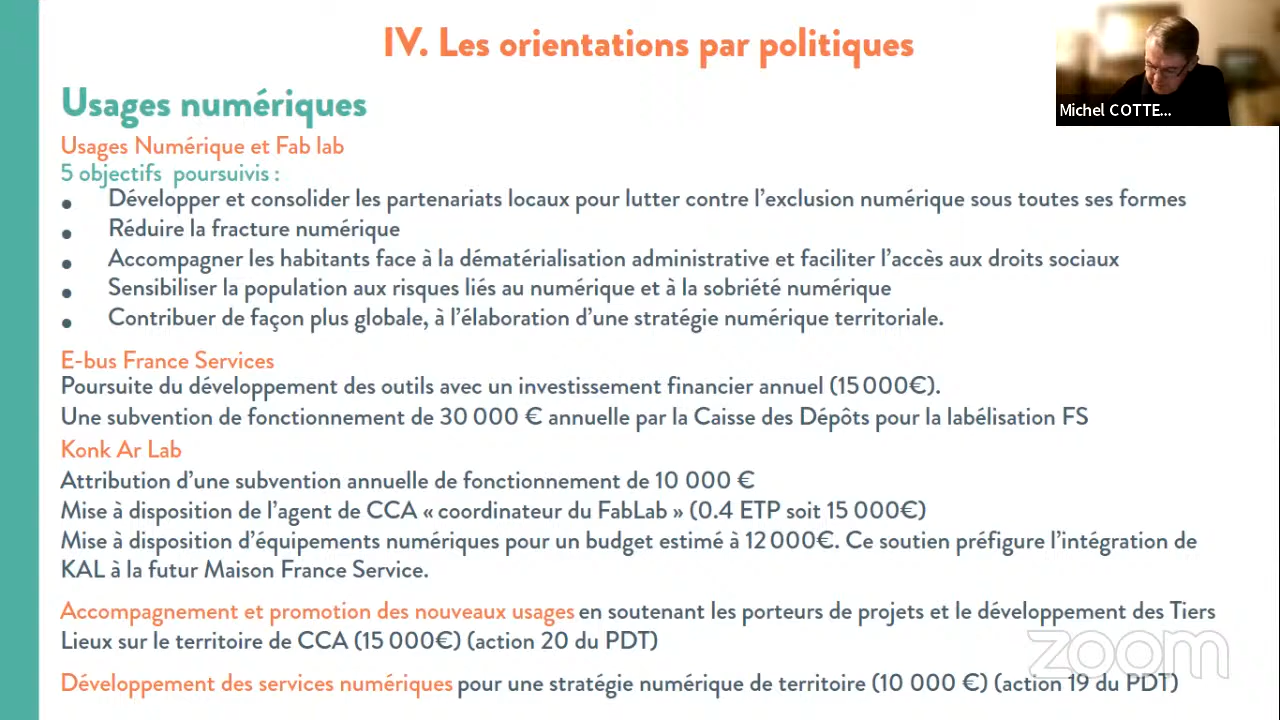 IV. Les orientations par politiques
Michel COTTE...
Usages numériques
Usages Numérique et Fab lab
5 objectifs poursuivis :
• Développer et consolider les partenariats locaux pour lutter contre l'exclusion numérique sous toutes ses formes
• Réduire la fracture numérique
• Accompagner les habitants face à la dématérialisation administrative et faciliter l'accès aux droits sociaux
• Sensibiliser la population aux risques liés au numérique et à la sobriété numérique
• Contribuer de façon plus globale, à l'élaboration d'une stratégie numérique territoriale.
E-bus France Services
Poursuite du développement des outils avec un investissement financier annuel (15 000€).
Une subvention de fonctionnement de 30 000 € annuelle par la Caisse des Dépôts pour la labélisation FS
Konk Ar Lab
Attribution d'une subvention annuelle de fonctionnement de 10 000 €
Mise à disposition de l'agent de CCA « coordinateur du FabLab » (0.4 ETP soit 15 000€)
Mise à disposition d'équipements numériques pour un budget estimé à 12 000€. Ce soutien préfigure l'intégration de
KAL à la futur Maison France Service.
Accompagnement et promotion des nouveaux usages en soutenant les porteurs de projets et le développement des Tiers
Lieux sur le territoire de CCA (15 000€) (action 20 du PDT)
zoom
Développement des services numériques pour une stratégie numérique de territoire (10 000 €) (action 19 du PDT)